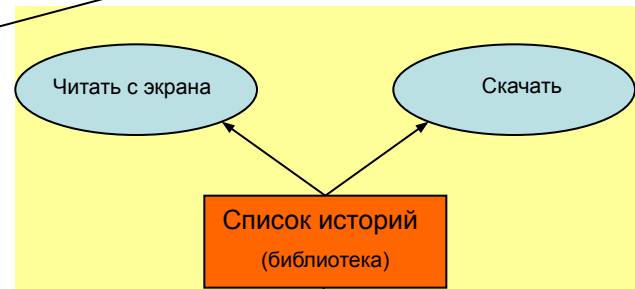 Читать с экрана
Скачать
Список историй
(библиотека)